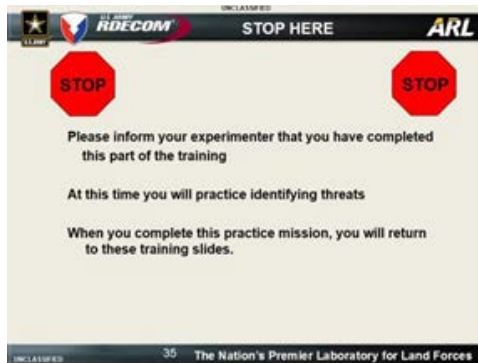 UNCLASSIFIED
U.S. ARMY
RDECOM
STOP HERE
ARL
U.S. ARMY
STOP
STOP
Please inform your experimenter that you have completed
this part of the training
At this time you will practice identifying threats
When you complete this practice mission, you will return
to these training slides.
UNCLASSIFIED
35
The Nation's Premier Laboratory for Land Forces